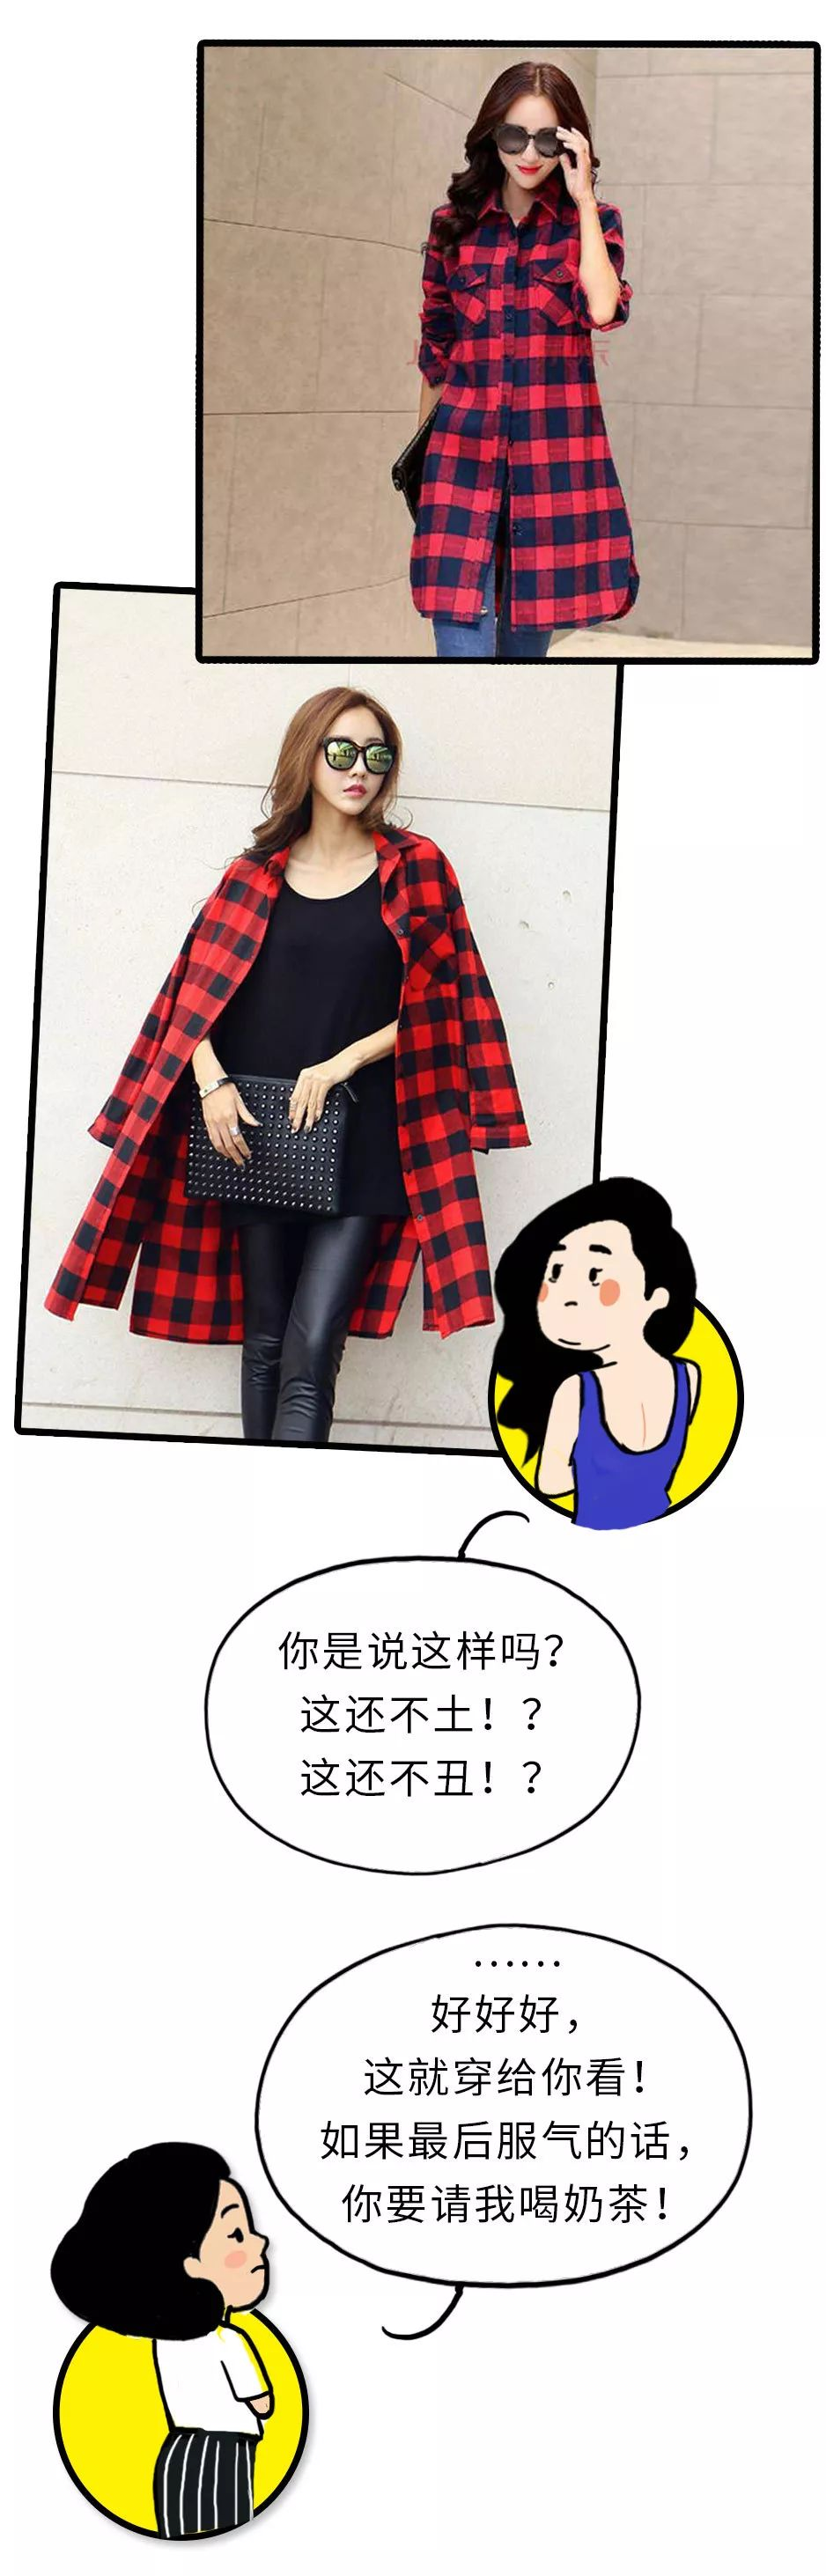 你是说这样吗？
这还不土！？
这还不丑！？
……
好好好，
这就穿给你看！
如果最后服气的话，
你要请我喝奶茶！